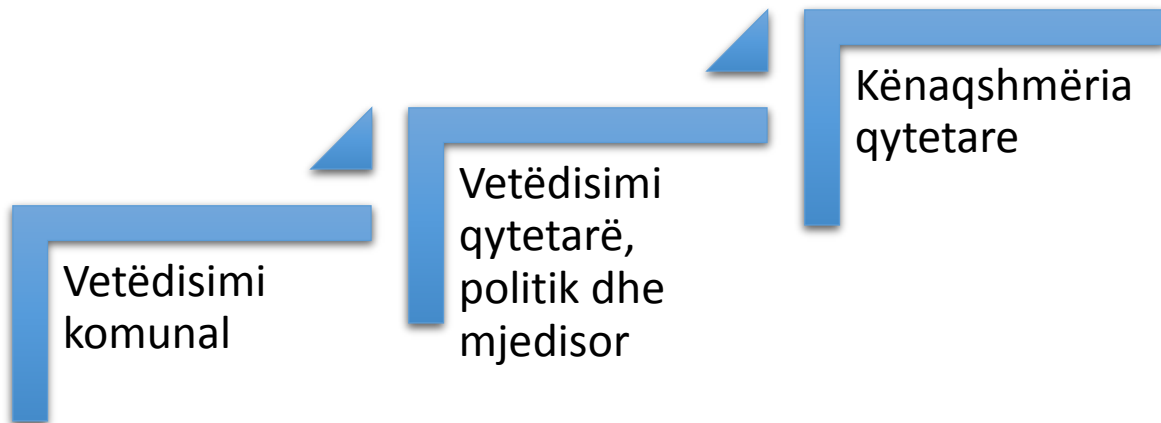 Vetëdisimi
komunal
Vetëdisimi
qytetarë,
politik dhe
mjedisor
Kënaqshmëria
qytetare